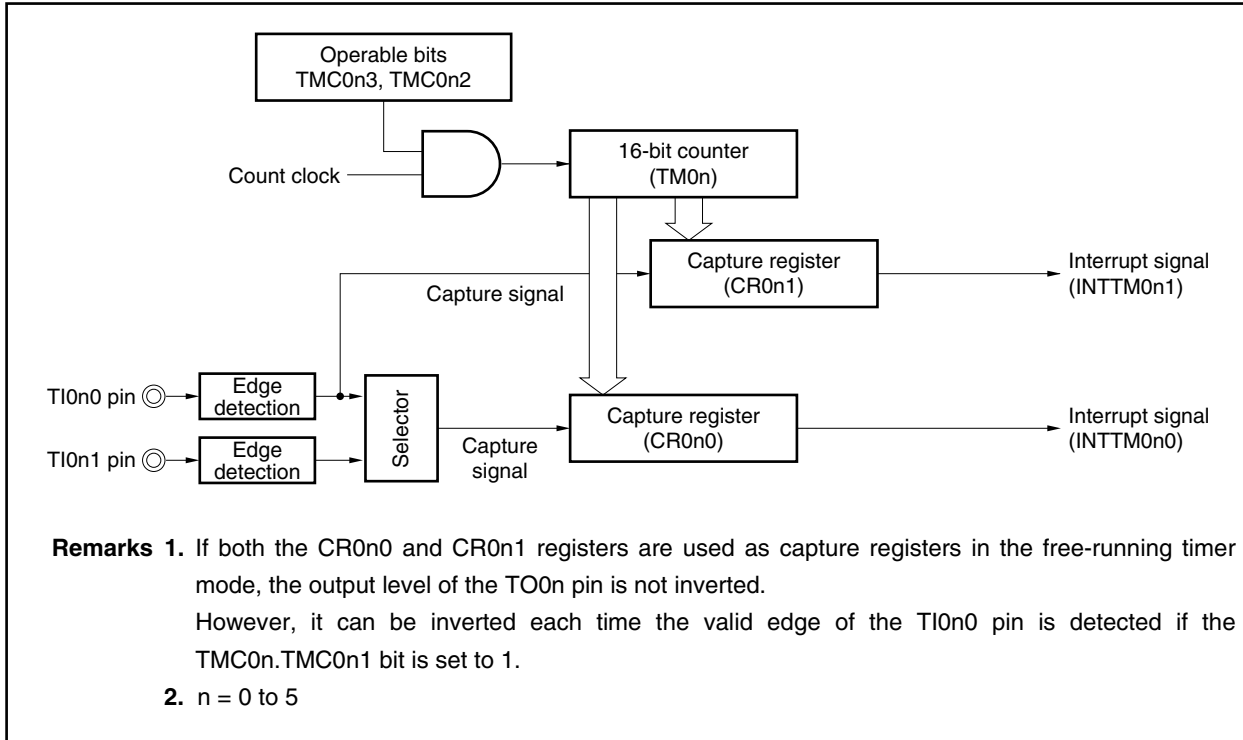 Operable bits
TMC0n3, TMC0n2
Count clock
16-bit counter
(TM0n)
Capture register
(CR0n1)
Interrupt signal
(INTTM0n1)
Capture signal
TI0n0 pin
Edge
detection
TI0n1 pin
Edge
detection
Selector
Capture
signal
Capture register
(CR0n0)
Interrupt signal
(INTTM0n0)
Remarks 1. If both the CR0n0 and CR0n1 registers are used as capture registers in the free-running timer
mode, the output level of the TO0n pin is not inverted.
However, it can be inverted each time the valid edge of the TI0n0 pin is detected if the
TMC0n.TMC0n1 bit is set to 1.
2. n = 0 to 5